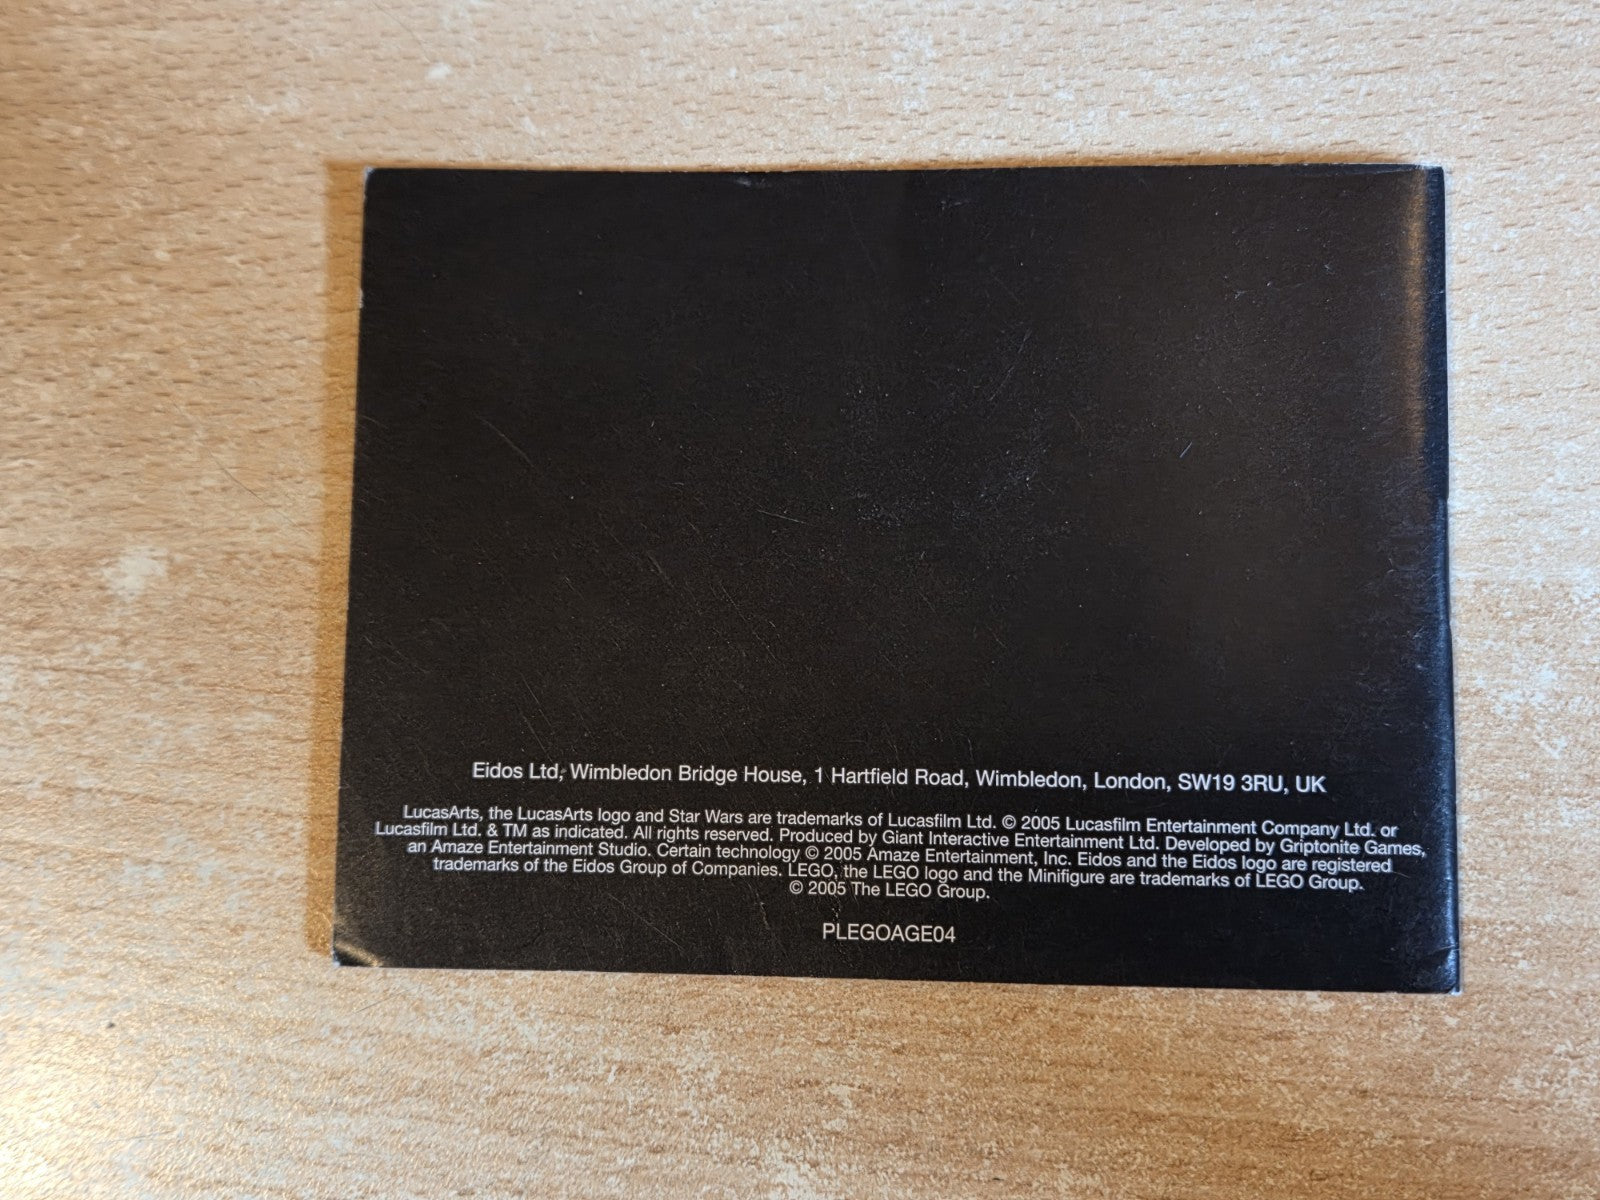 Eidos Ltd, Wimbledon Bridge House, 1 Hartfield Road, Wimbledon, London, SW19 3RU, UK
LucasArts, the LucasArts logo and Star Wars are trademarks of Lucasfilm Ltd. © 2005 Lucasfilm Entertainment Company Ltd. or
Lucasfilm Ltd. & TM as indicated. All rights reserved. Produced by Giant Interactive Entertainment Ltd. Developed by Griptonite Games,
an Amaze Entertainment Studio. Certain technology © 2005 Amaze Entertainment, Inc. Eidos and the Eidos logo are registered
trademarks of the Eidos Group of Companies. LEGO, the LEGO logo and the Minifigure are trademarks of LEGO Group.
© 2005 The LEGO Group.
PLEGOAGE04